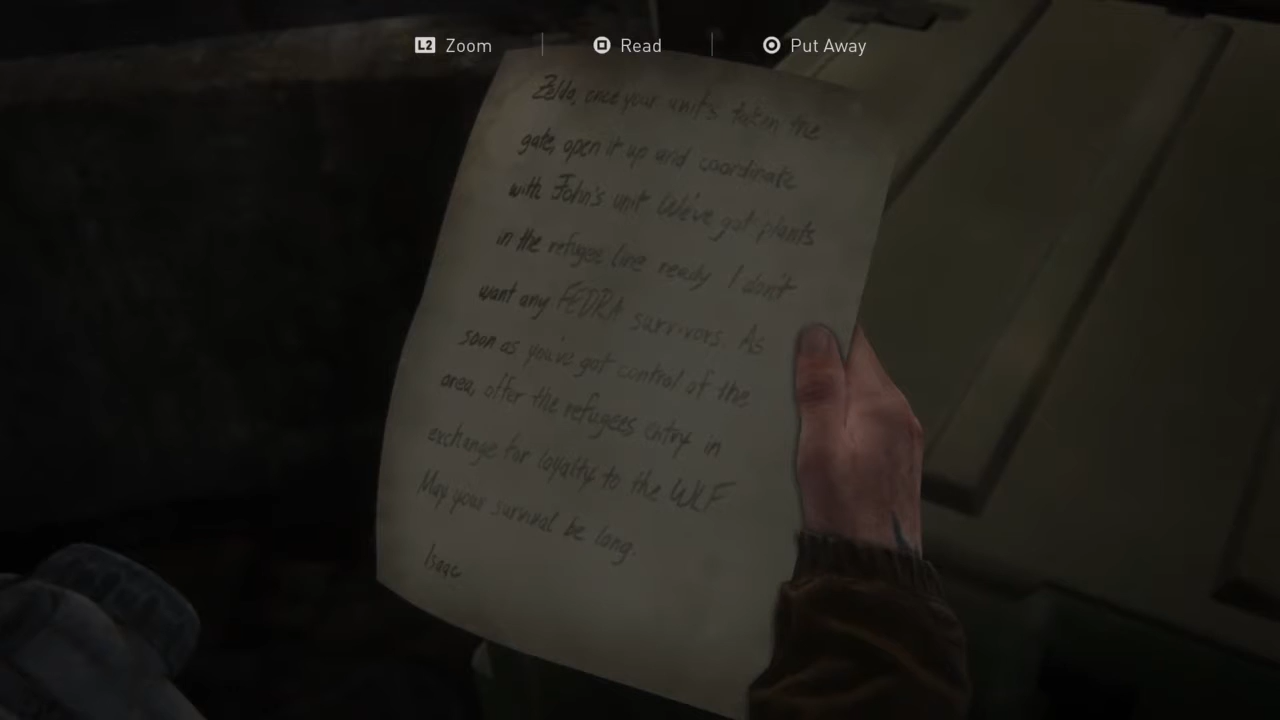 L2 Zoom Read Put Away
Zelda, once your unit's taken the
gate, open it up and coordinate
with John's unit We've got plants
in the refugee line ready I don't
want any FEDRA survivors. As
soon as you've got control of the
area, offer the refugees entry in
exchange for loyalty to the WLF
May your survival be long.
Isaac